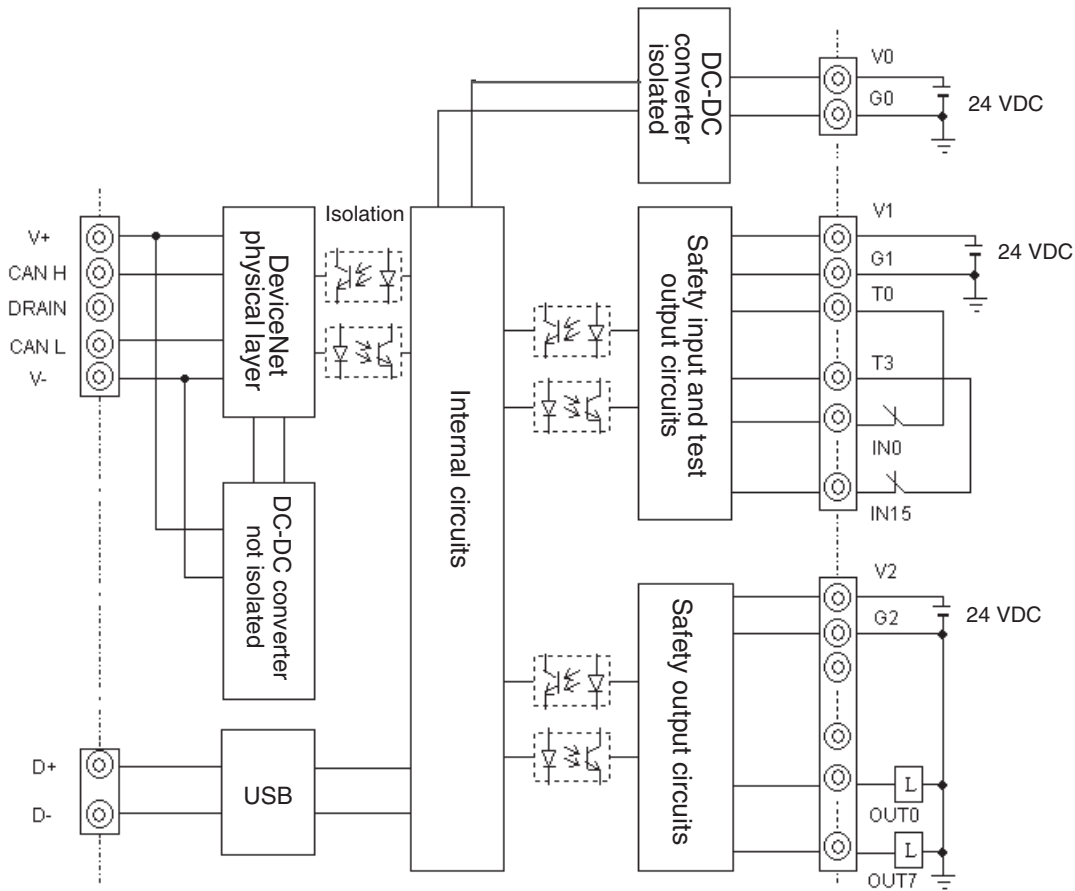 DC-DC
converter
isolated
V0
G0
24 VDC
V+
CAN H
DRAIN
CAN L
V-
DeviceNet
physical layer
Isolation
DC-DC converter
not isolated
Internal circuits
Safety input and test
output circuits
V1
G1
T0
T3
IN0
IN15
24 VDC
D+
D-
USB
Safety output circuits
V2
G2
24 VDC
L
OUT0
L
OUT7